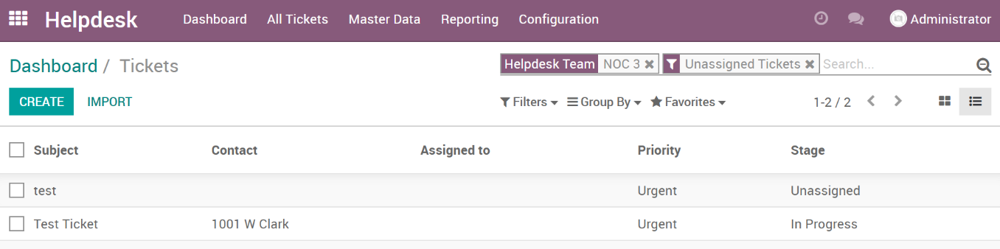 Helpdesk Dashboard All Tickets Master Data Reporting Configuration Administrator
Dashboard / Tickets Helpdesk Team NOC 3 Unassigned Tickets Search...
CREATE IMPORT Filters Group By Favorites 1-2 / 2
Subject Contact Assigned to Priority Stage
test Urgent Unassigned
Test Ticket 1001 W Clark Urgent In Progress